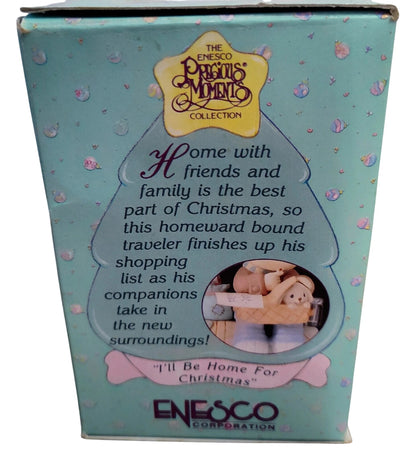 THE
ENESCO
PRECIOUS
MOMENTS
COLLECTION
Home with
friends and
family is the best
part of Christmas, so
this homeward bound
traveler finishes up his
shopping
list as his
companions
take in
the new
surroundings!
"I'll Be Home For
Christmas"
ENESCO
CORPORATION